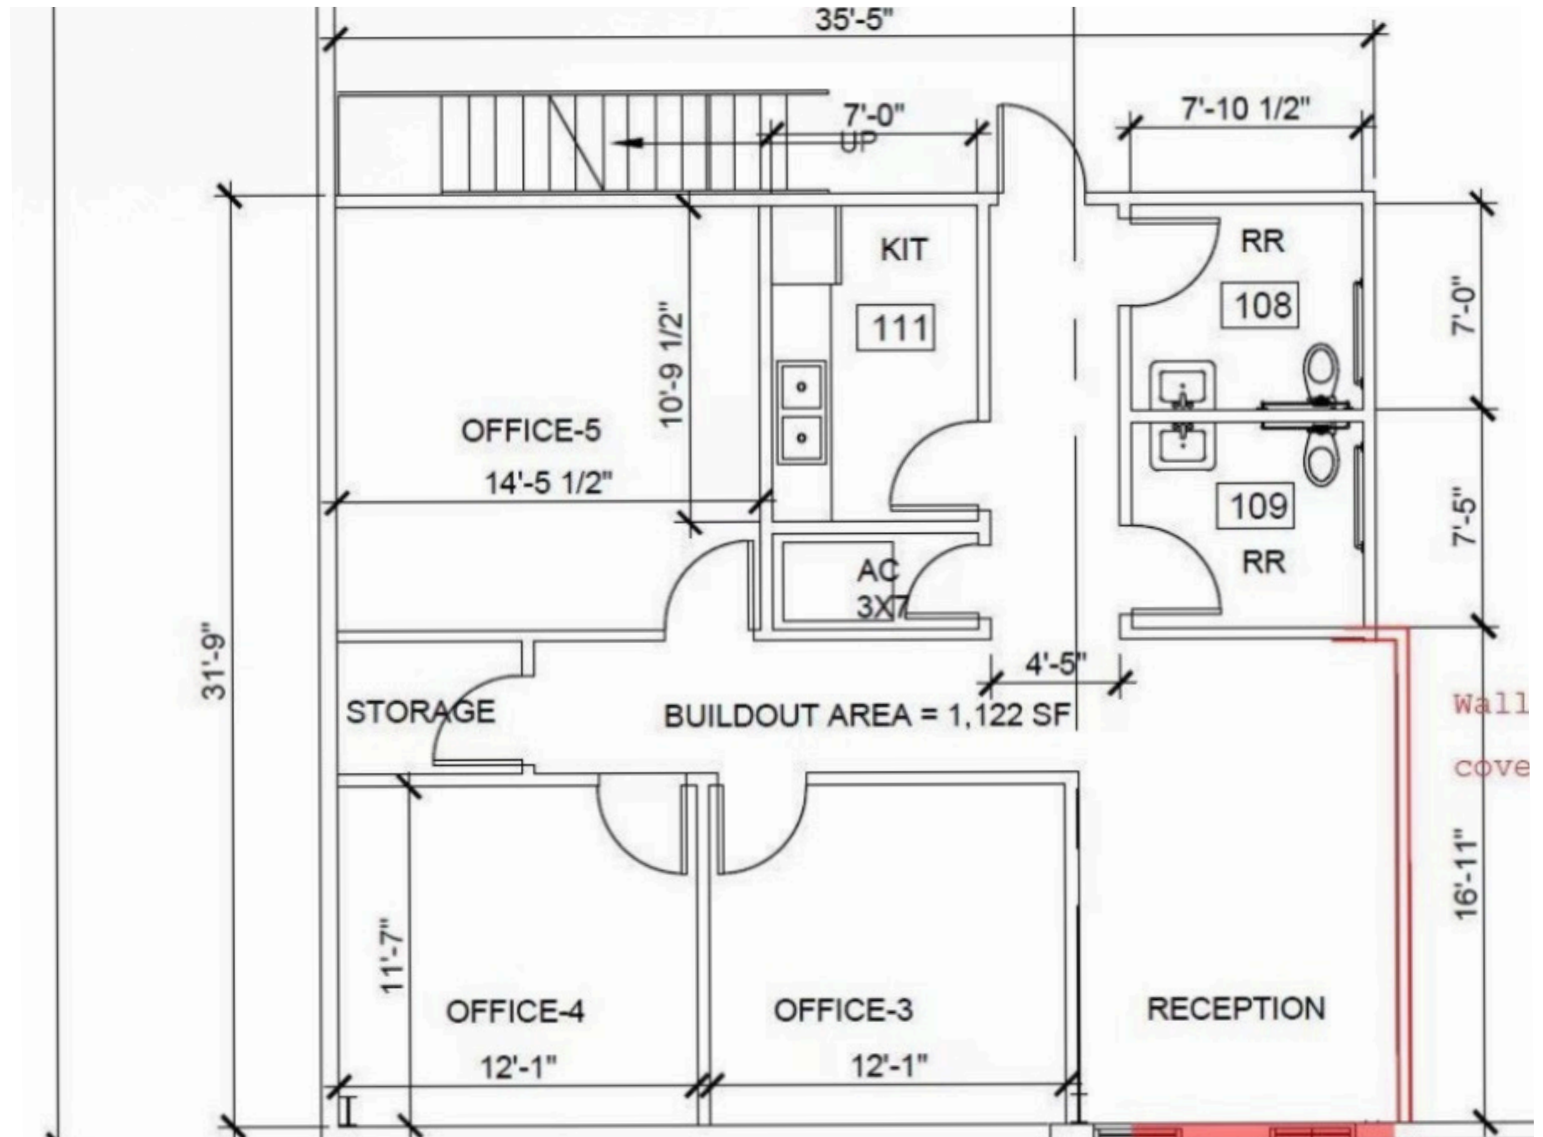 35'-5"
7'-0"
UP
7'-10 1/2"
KIT
111
RR
108
7'-0"
10'-9 1/2"
OFFICE-5
14'-5 1/2"
109
RR
7'-5"
AC
3X7
31'-9"
4'-5"
STORAGE
BUILDOUT AREA = 1,122 SF
Wall
cove
16'-11"
11'-7"
OFFICE-4
12'-1"
OFFICE-3
12'-1"
RECEPTION